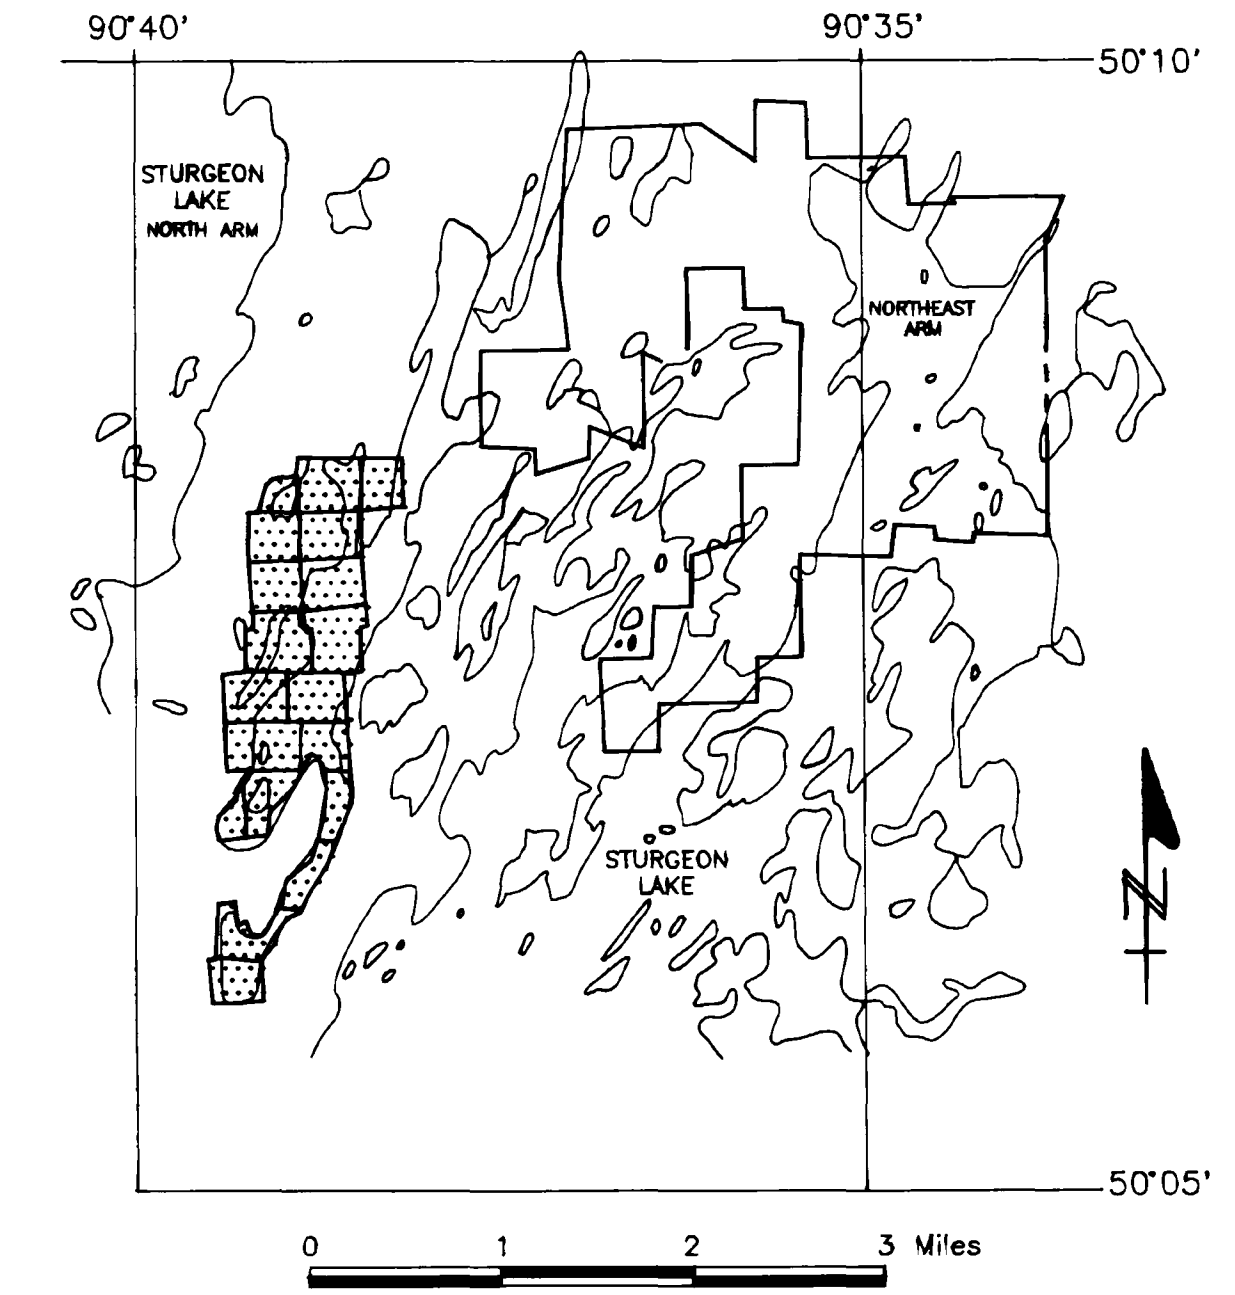 90°40'
90°35'
50°10'
STURGEON
LAKE
NORTH ARM
NORTHEAST
ARM
STURGEON
LAKE
N
50°05'
0 1 2 3 Miles